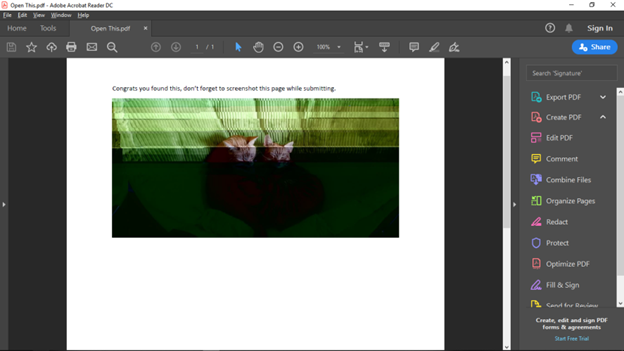 Open This.pdf - Adobe Acrobat Reader DC
File Edit View Window Help
Home Tools Open This.pdf × Sign In
1 / 1 100% Share
Congrats you found this, don't forget to screenshot this page while submitting.
Search 'Signature'
Export PDF
Create PDF
Edit PDF
Comment
Combine Files
Organize Pages
Redact
Protect
Optimize PDF
Fill & Sign
Send for Review
Create, edit and sign PDF
forms & agreements
Start Free Trial